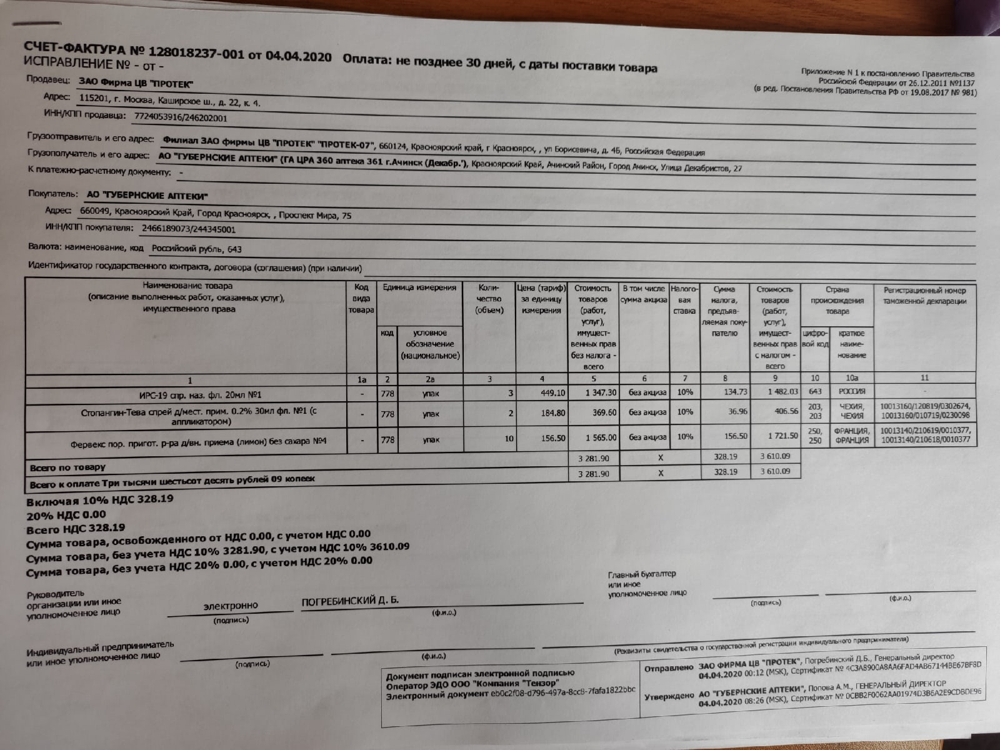 СЧЕТ-ФАКТУРА № 128018237-001 от 04.04.2020 Оплата: не позднее 30 дней, с даты поставки товара
ИСПРАВЛЕНИЕ № - от -
Приложение N 1 к постановлению Правительства
Российской Федерации от 26.12.2011 №1137
(в ред. Постановления Правительства РФ от 19.08.2017 № 981)
Продавец: ЗАО Фирма ЦВ "ПРОТЕК"
Адрес: 115201, г. Москва, Каширское ш., д. 22, к. 4.
ИНН/КПП продавца: 7724053916/246202001
Грузоотправитель и его адрес: Филиал ЗАО фирмы ЦВ "ПРОТЕК" "ПРОТЕК-07", 660124, Красноярский край, г Красноярск, , ул Борисевича, д. 4Б, Российская Федерация
Грузополучатель и его адрес: АО "ГУБЕРНСКИЕ АПТЕКИ" (ГА ЦРА 360 аптека 361 г.Ачинск (Декабр.'), Красноярский Край, Ачинский Район, Город Ачинск, Улица Декабристов, 27
К платежно-расчетному документу: -
Покупатель: АО "ГУБЕРНСКИЕ АПТЕКИ"
Адрес: 660049, Красноярский Край, Город Красноярск, , Проспект Мира, 75
ИНН/КПП покупателя: 2466189073/244345001
Валюта: наименование, код Российский рубль, 643
Идентификатор государственного контракта, договора (соглашения) (при наличии)
Наименование товара
(описание выполненных работ, оказанных услуг),
имущественного права
Код
вида
товара
Единица измерения
код
условное
обозначение
(национальное)
Коли-
чество
(объем)
Цена (тариф)
за единицу
измерения
Стоимость
товаров
(работ,
услуг),
имущест-
венных прав
без налога -
всего
В том числе
сумма акциза
Налого-
вая
ставка
Сумма
налога,
предъяв-
ляемая поку-
пателю
Стоимость
товаров
(работ,
услуг),
имущест-
венных прав
с налогом -
всего
Страна
происхождения
товара
цифро-
вой код
краткое
наиме-
нование
Регистрационный номер
таможенной декларации
1 1а 2 2а 3 4 5 6 7 8 9 10 10а 11
ИРС-19 спр. наз. фл. 20мл №1 - 778 упак 3 449.10 1 347.30 без акциза 10% 134.73 1 482.03 643 РОССИЯ -
Стопангин-Тева спрей д/мест. прим. 0.2% 30мл фл. №1 (с
аппликатором)
- 778 упак 2 184.80 369.60 без акциза 10% 36.96 406.56
203, ЧЕХИЯ, 10013160/120819/0302674,
203 ЧЕХИЯ 10013160/010719/0230098
Фервекс пор. пригот. р-ра д/вн. приема (лимон) без сахара №4 - 778 упак 10 156.50 1 565.00 без акциза 10% 156.50 1 721.50
250, ФРАНЦИЯ, 10013140/210619/0010377,
250 ФРАНЦИЯ 10013140/210618/0010377
Всего по товару 3 281.90 X 328.19 3 610.09
Всего к оплате Три тысячи шестьсот десять рублей 09 копеек 3 281.90 X 328.19 3 610.09
Включая 10% НДС 328.19
20% НДС 0.00
Всего НДС 328.19
Сумма товара, освобожденного от НДС 0.00, с учетом НДС 0.00
Сумма товара, без учета НДС 10% 3281.90, с учетом НДС 10% 3610.09
Сумма товара, без учета НДС 20% 0.00, с учетом НДС 20% 0.00
Руководитель
организации или иное
уполномоченное лицо
электронно
(подпись)
ПОГРЕБИНСКИЙ Д. Б.
(ф.и.о.)
Главный бухгалтер
или иное
уполномоченное лицо
(подпись)
(ф.и.о.)
Индивидуальный предприниматель
или иное уполномоченное лицо
(подпись)
(ф.и.о.)
(Реквизиты свидетельства о государственной регистрации индивидуального предпринимателя)
Документ подписан электронной подписью
Оператор ЭДО ООО "Компания "Тензор"
Электронный документ eb0c2f08-d796-497a-8cc8-7fafa1822bbc
Отправлено ЗАО ФИРМА ЦВ "ПРОТЕК", Погребинский Д.Б., Генеральный директор
04.04.2020 00:12 (MSK), Сертификат № 4C3A8900A8AA6FAD4AB67144BE67BF8D
Утверждено АО "ГУБЕРНСКИЕ АПТЕКИ", Попова А.М., ГЕНЕРАЛЬНЫЙ ДИРЕКТОР
04.04.2020 08:26 (MSK), Сертификат № 0CBB2F0062AA01974D3B6A2E9CDBDE96